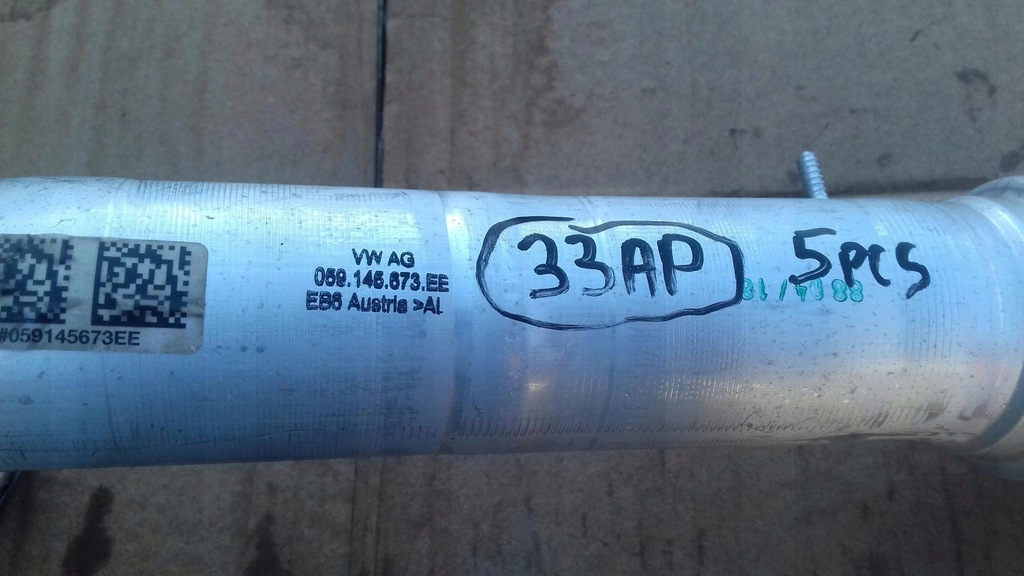 VW AG
059.145.673.EE
EB6 Austria >AL
#059145673EE
33AP
5pcs